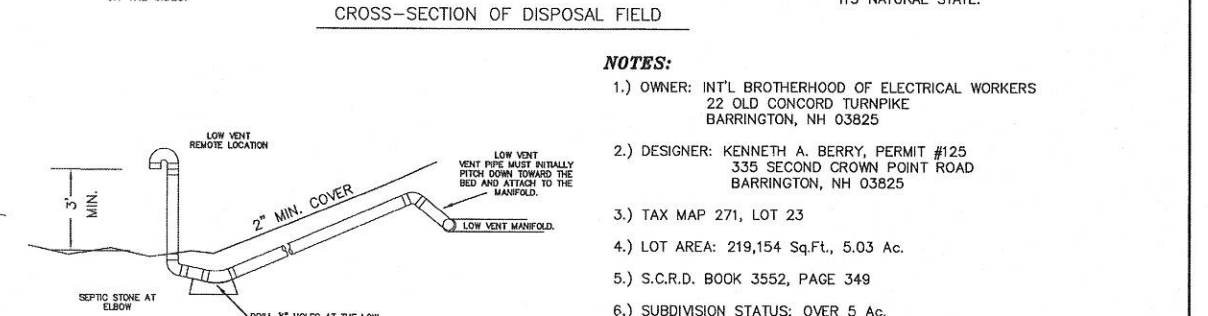 CROSS-SECTION OF DISPOSAL FIELD
ITS NATURAL STATE.
NOTES:
1.) OWNER: INT'L BROTHERHOOD OF ELECTRICAL WORKERS
22 OLD CONCORD TURNPIKE
BARRINGTON, NH 03825
2.) DESIGNER: KENNETH A. BERRY, PERMIT #125
335 SECOND CROWN POINT ROAD
BARRINGTON, NH 03825
3.) TAX MAP 271, LOT 23
4.) LOT AREA: 219,154 Sq.Ft., 5.03 Ac.
5.) S.C.R.D. BOOK 3552, PAGE 349
6.) SUBDIVISION STATUS: OVER 5 Ac.
LOW VENT
REMOTE LOCATION
3'
MIN.
2" MIN. COVER
LOW VENT
VENT PIPE MUST INITIALLY
PITCH DOWN TOWARD THE
BED AND ATTACH TO THE
MANIFOLD.
LOW VENT MANIFOLD.
SEPTIC STONE AT
ELBOW
HOLES AT THE LOW